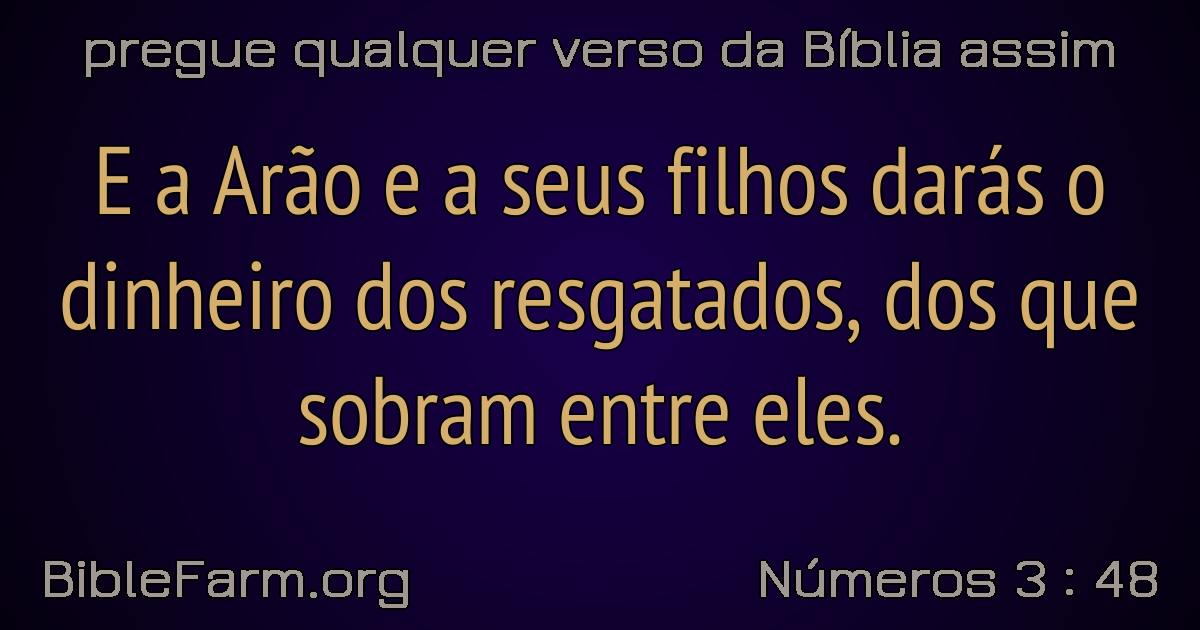 pregue qualquer verso da Bíblia assim
E a Arão e a seus filhos darás o
dinheiro dos resgatados, dos que
sobram entre eles.
BibleFarm.org
Números 3 : 48